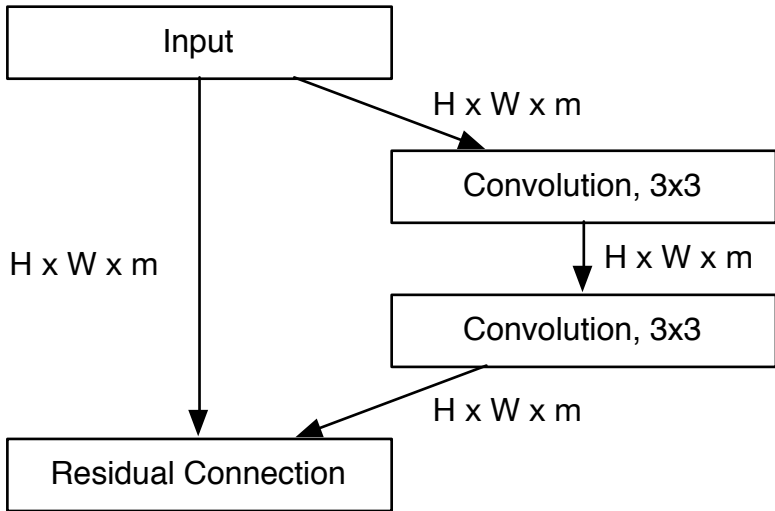 Input
H x W x m
Convolution, 3x3
H x W x m
H x W x m
Convolution, 3x3
H x W x m
Residual Connection